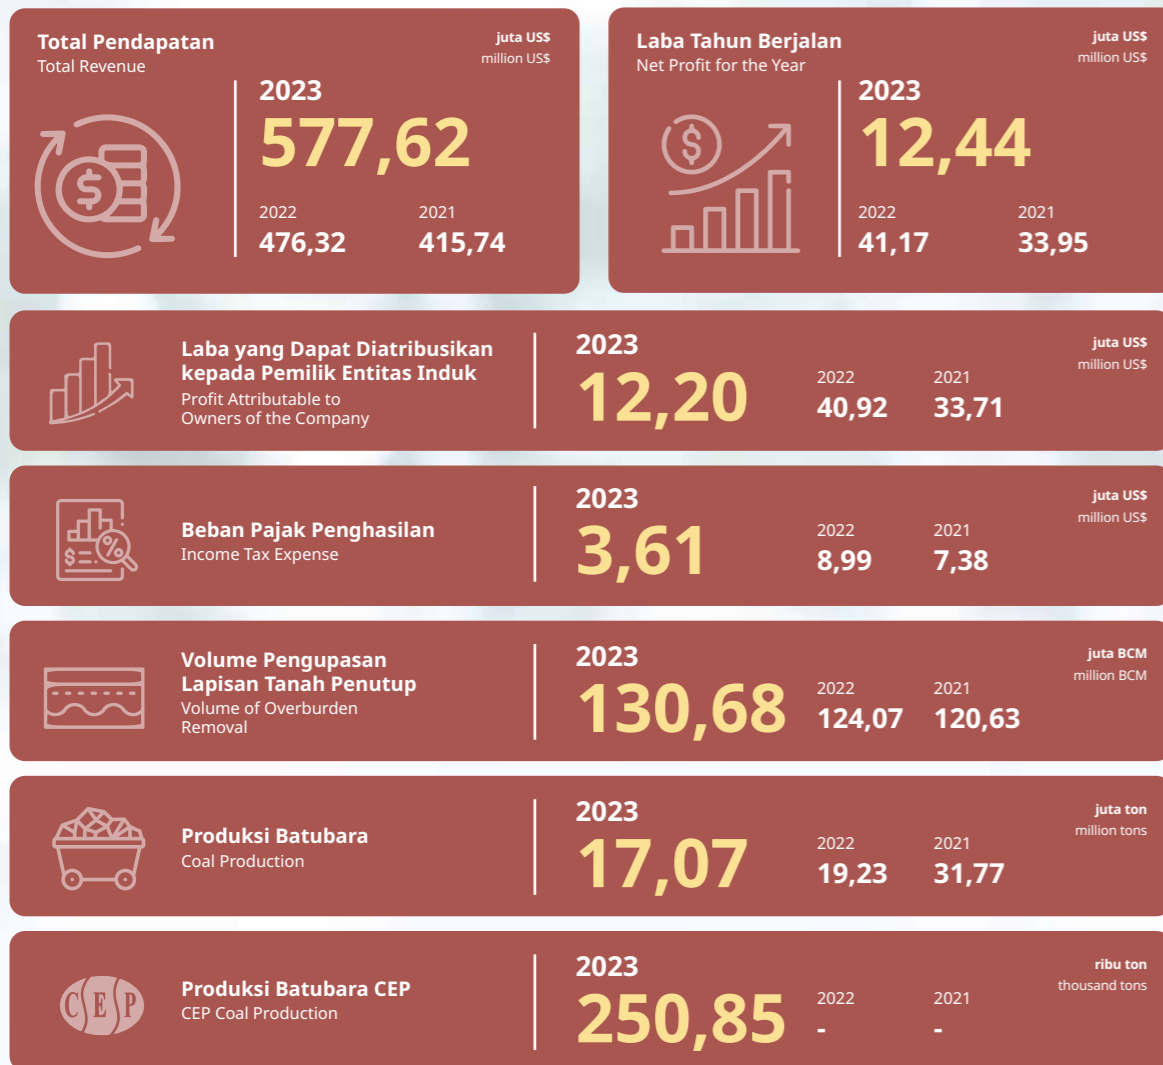 Total Pendapatan
Total Revenue
juta US$
million US$
2023
577,62
2022
476,32
2021
415,74
Laba Tahun Berjalan
Net Profit for the Year
juta US$
million US$
2023
12,44
2022
41,17
2021
33,95
Laba yang Dapat Diatribusikan
kepada Pemilik Entitas Induk
Profit Attributable to
Owners of the Company
2023
12,20
2022
40,92
2021
33,71
juta US$
million US$
Beban Pajak Penghasilan
Income Tax Expense
2023
3,61
2022
8,99
2021
7,38
juta US$
million US$
Volume Pengupasan
Lapisan Tanah Penutup
Volume of Overburden
Removal
2023
130,68
2022
124,07
2021
120,63
juta BCM
million BCM
Produksi Batubara
Coal Production
2023
17,07
2022
19,23
2021
31,77
juta ton
million tons
CEP
Produksi Batubara CEP
CEP Coal Production
2023
250,85
2022
-
2021
-
ribu ton
thousand tons